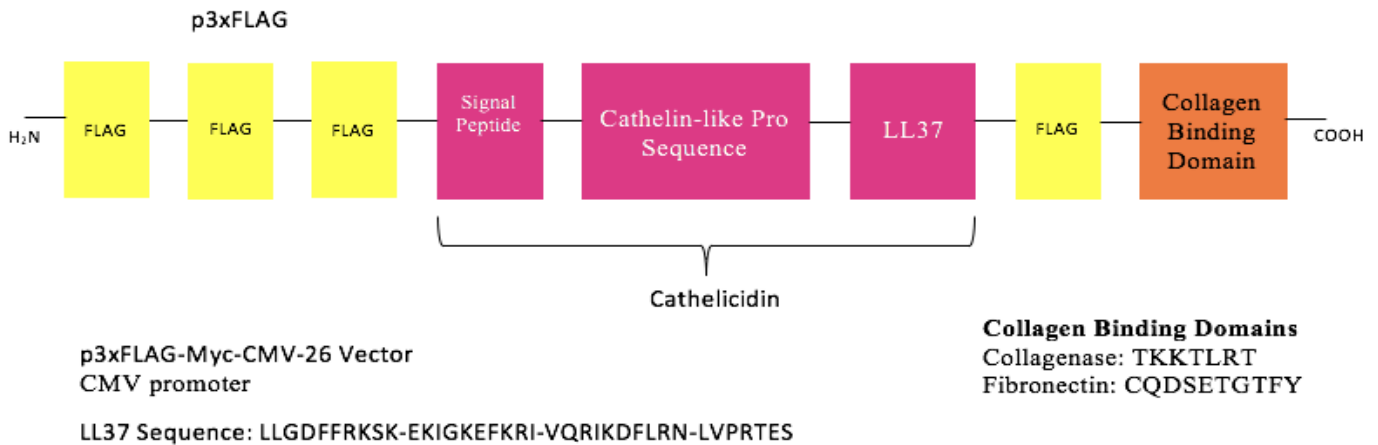 p3xFLAG
H₂N
FLAG
FLAG
FLAG
Signal
Peptide
Cathelin-like Pro
Sequence
LL37
FLAG
Collagen
Binding
Domain
COOH
Cathelicidin
p3xFLAG-Myc-CMV-26 Vector
CMV promoter
LL37 Sequence: LLGDFFRKSK-EKIGKEFKRI-VQRIKDFLRN-LVPRTES
Collagen Binding Domains
Collagenase: TKKTLRT
Fibronectin: CQDSETGTFY